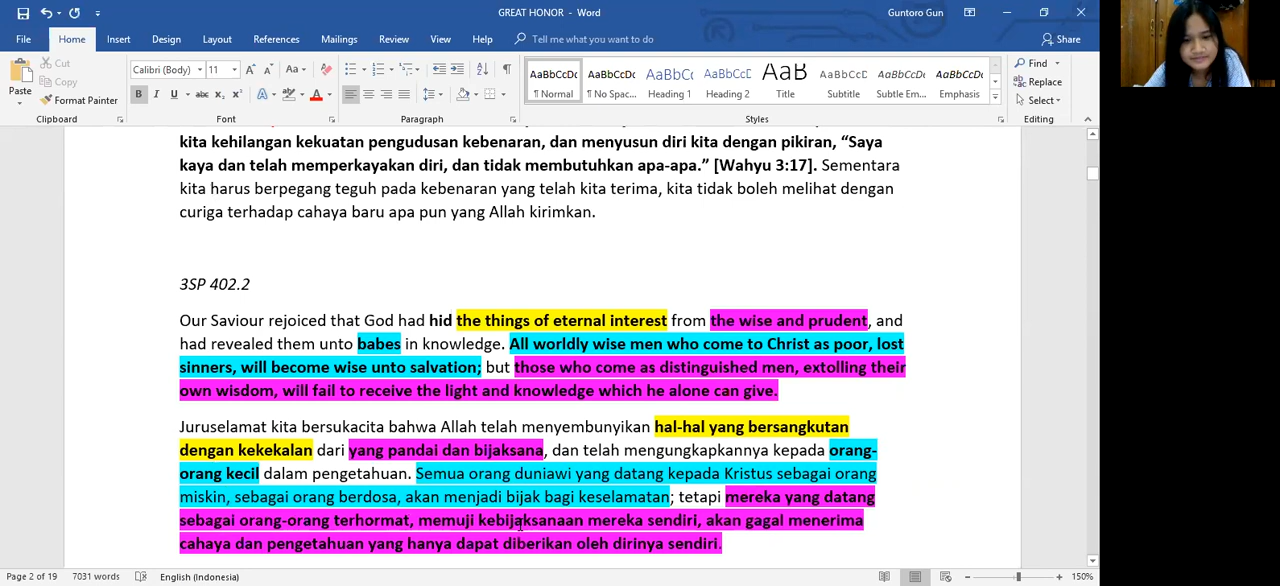 GREAT HONOR - Word
Guntoro Gun
File Home Insert Design Layout References Mailings Review View Help Tell me what you want to do Share
Paste
Cut
Copy
Format Painter
Clipboard
Calibri (Body) 11
Font
Paragraph
AaBbCcDc AaBbCcDc AaBbCc AaBbCcD AaB AaBbCcD AaBbCcDc AaBbCcDc
¶ Normal ¶ No Spac... Heading 1 Heading 2 Title Subtitle Subtle Em... Emphasis
Styles
Find
Replace
Select
Editing
kita kehilangan kekuatan pengudusan kebenaran, dan menyusun diri kita dengan pikiran, “Saya
kaya dan telah memperkayakan diri, dan tidak membutuhkan apa-apa.” [Wahyu 3:17]. Sementara
kita harus berpegang teguh pada kebenaran yang telah kita terima, kita tidak boleh melihat dengan
curiga terhadap cahaya baru apa pun yang Allah kirimkan.
3SP 402.2
Our Saviour rejoiced that God had hid the things of eternal interest from the wise and prudent, and
had revealed them unto babes in knowledge. All worldly wise men who come to Christ as poor, lost
sinners, will become wise unto salvation; but those who come as distinguished men, extolling their
own wisdom, will fail to receive the light and knowledge which he alone can give.
Juruselamat kita bersukacita bahwa Allah telah menyembunyikan hal-hal yang bersangkutan
dengan kekekalan dari yang pandai dan bijaksana, dan telah mengungkapkannya kepada orang-
orang kecil dalam pengetahuan. Semua orang duniawi yang datang kepada Kristus sebagai orang
miskin, sebagai orang berdosa, akan menjadi bijak bagi keselamatan; tetapi mereka yang datang
sebagai orang-orang terhormat, memuji kebijaksanaan mereka sendiri, akan gagal menerima
cahaya dan pengetahuan yang hanya dapat diberikan oleh dirinya sendiri.
Page 2 of 19 7031 words English (Indonesia) 150%